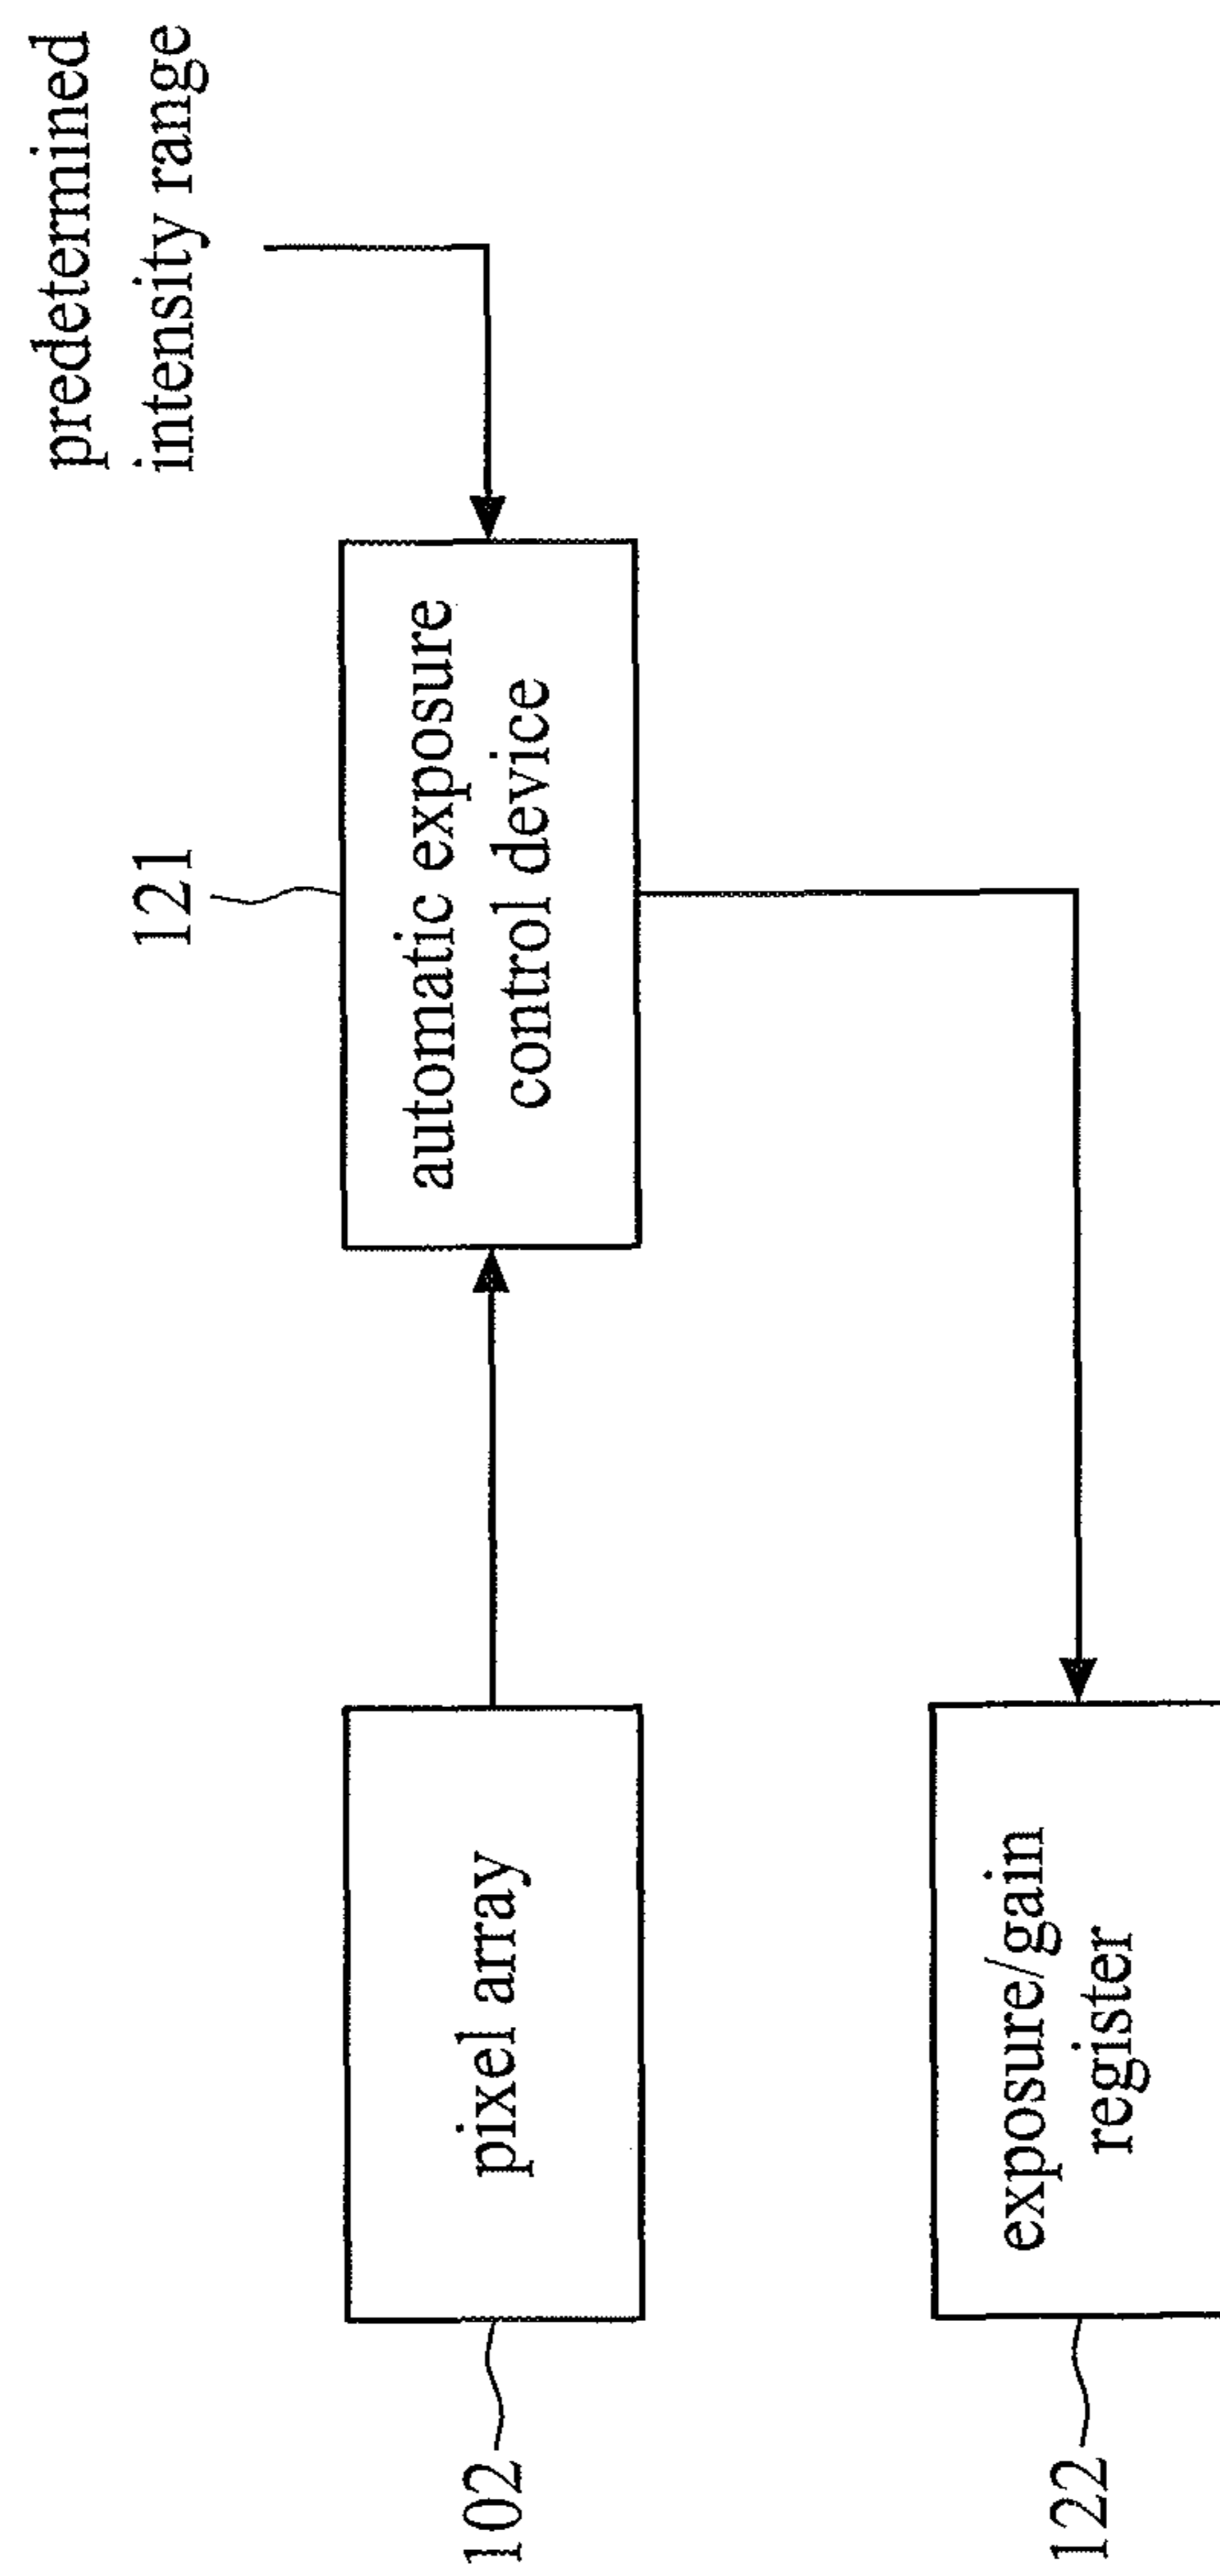 predetermined
intensity range
121
automatic exposure
control device
102
pixel array
122
exposure/gain
register